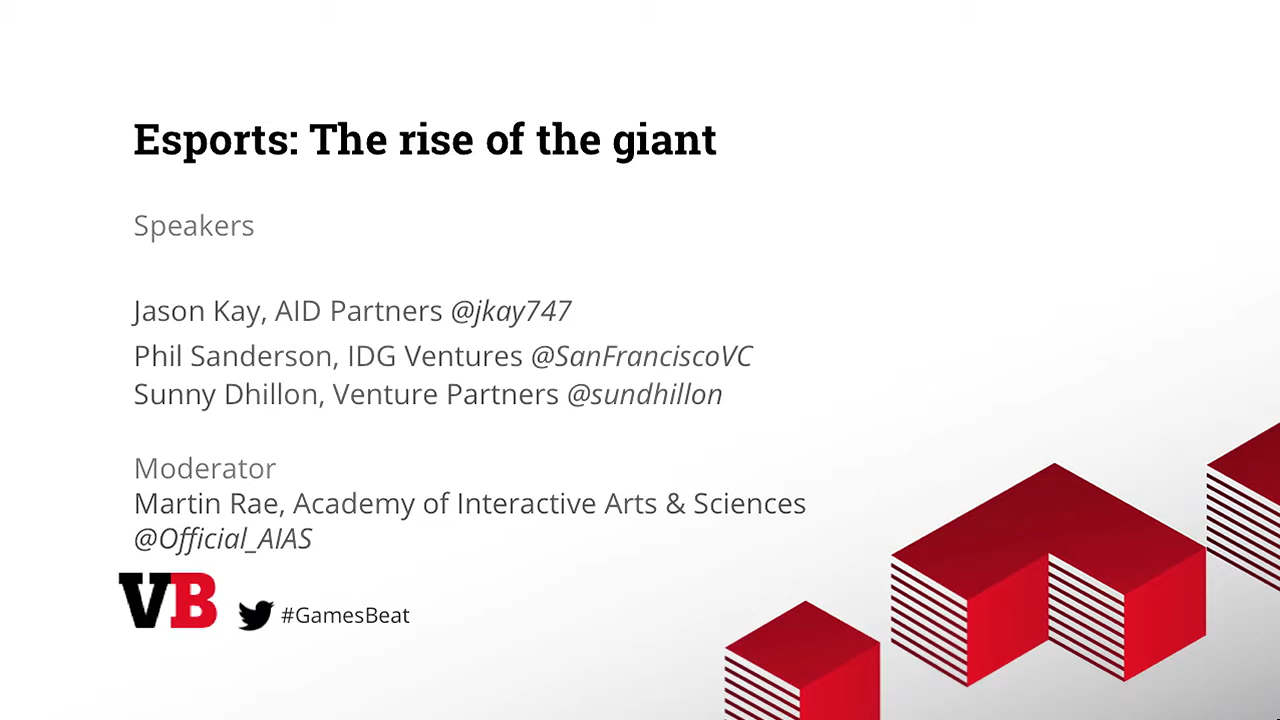 Esports: The rise of the giant
Speakers
Jason Kay, AID Partners @jkay747
Phil Sanderson, IDG Ventures @SanFranciscoVC
Sunny Dhillon, Venture Partners @sundhillon
Moderator
Martin Rae, Academy of Interactive Arts & Sciences
@Official_AIAS
VB
#GamesBeat